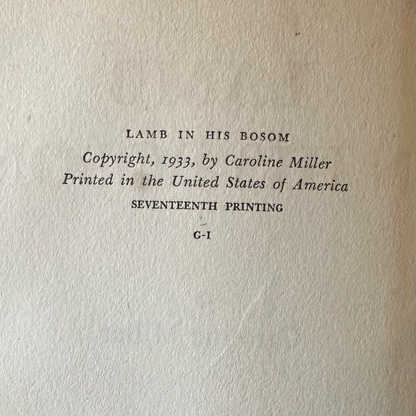 LAMB IN HIS BOSOM
Copyright, 1933, by Caroline Miller
Printed in the United States of America
SEVENTEENTH PRINTING
G-I